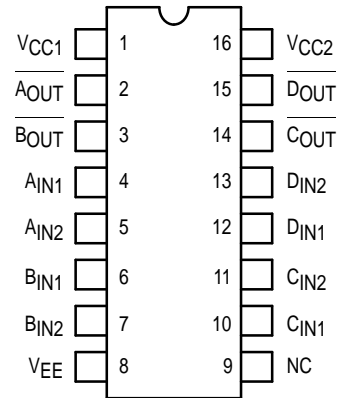 VCC1 1 16 VCC2
AOUT 2 15 DOUT
BOUT 3 14 COUT
AIN1 4 13 DIN2
AIN2 5 12 DIN1
BIN1 6 11 CIN2
BIN2 7 10 CIN1
VEE 8 9 NC